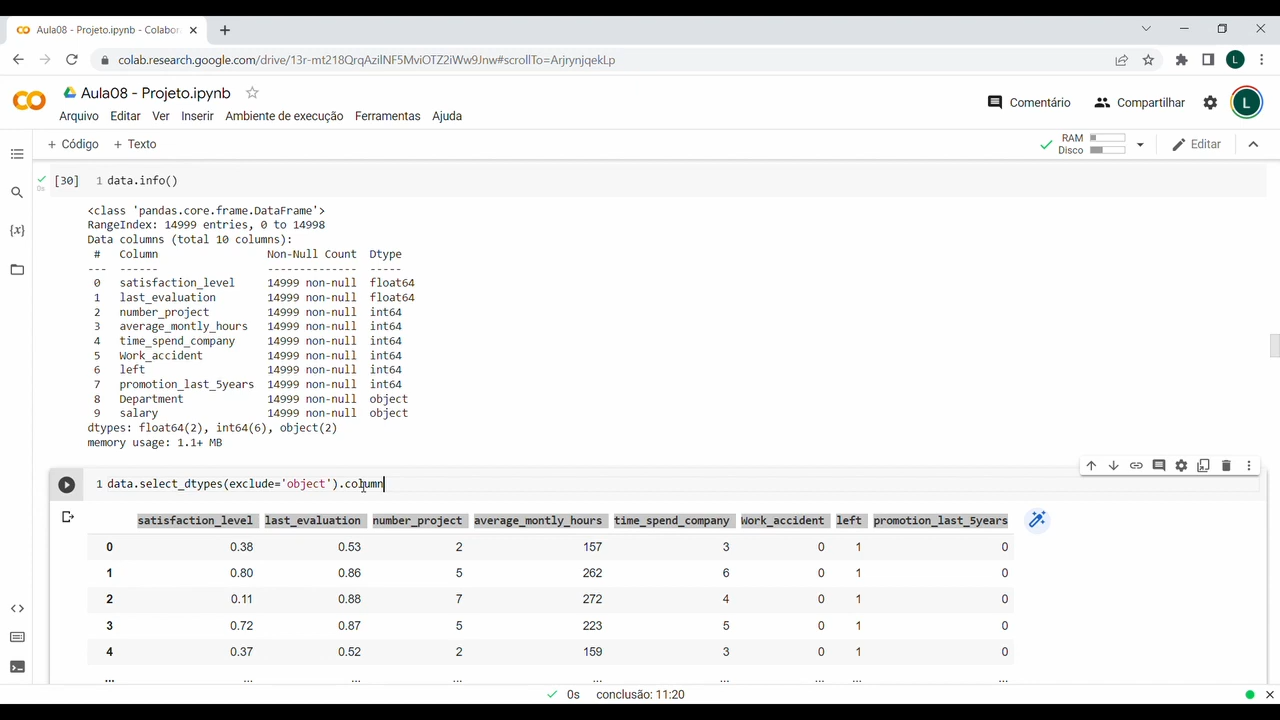 Aula08 - Projeto.ipynb - Colabor
colab.research.google.com/drive/13r-mt218QrqAzilNF5MviOTZ2iWw9Jnw#scrollTo=ArjrynjqekLp
L
Aula08 - Projeto.ipynb
Arquivo Editar Ver Inserir Ambiente de execução Ferramentas Ajuda
Comentário Compartilhar L
+ Código + Texto
RAM
Disco
Editar
[30] 1 data.info()
0s
<class 'pandas.core.frame.DataFrame'>
RangeIndex: 14999 entries, 0 to 14998
Data columns (total 10 columns):
# Column Non-Null Count Dtype
--- ------ -------------- -----
0 satisfaction_level 14999 non-null float64
1 last_evaluation 14999 non-null float64
2 number_project 14999 non-null int64
3 average_montly_hours 14999 non-null int64
4 time_spend_company 14999 non-null int64
5 Work_accident 14999 non-null int64
6 left 14999 non-null int64
7 promotion_last_5years 14999 non-null int64
8 Department 14999 non-null object
9 salary 14999 non-null object
dtypes: float64(2), int64(6), object(2)
memory usage: 1.1+ MB
1 data.select_dtypes(exclude='object').column
satisfaction_level last_evaluation number_project average_montly_hours time_spend_company Work_accident left promotion_last_5years
0 0.38 0.53 2 157 3 0 1 0
1 0.80 0.86 5 262 6 0 1 0
2 0.11 0.88 7 272 4 0 1 0
3 0.72 0.87 5 223 5 0 1 0
4 0.37 0.52 2 159 3 0 1 0
... ... ... ... ... ... ... ... ...
0s conclusão: 11:20